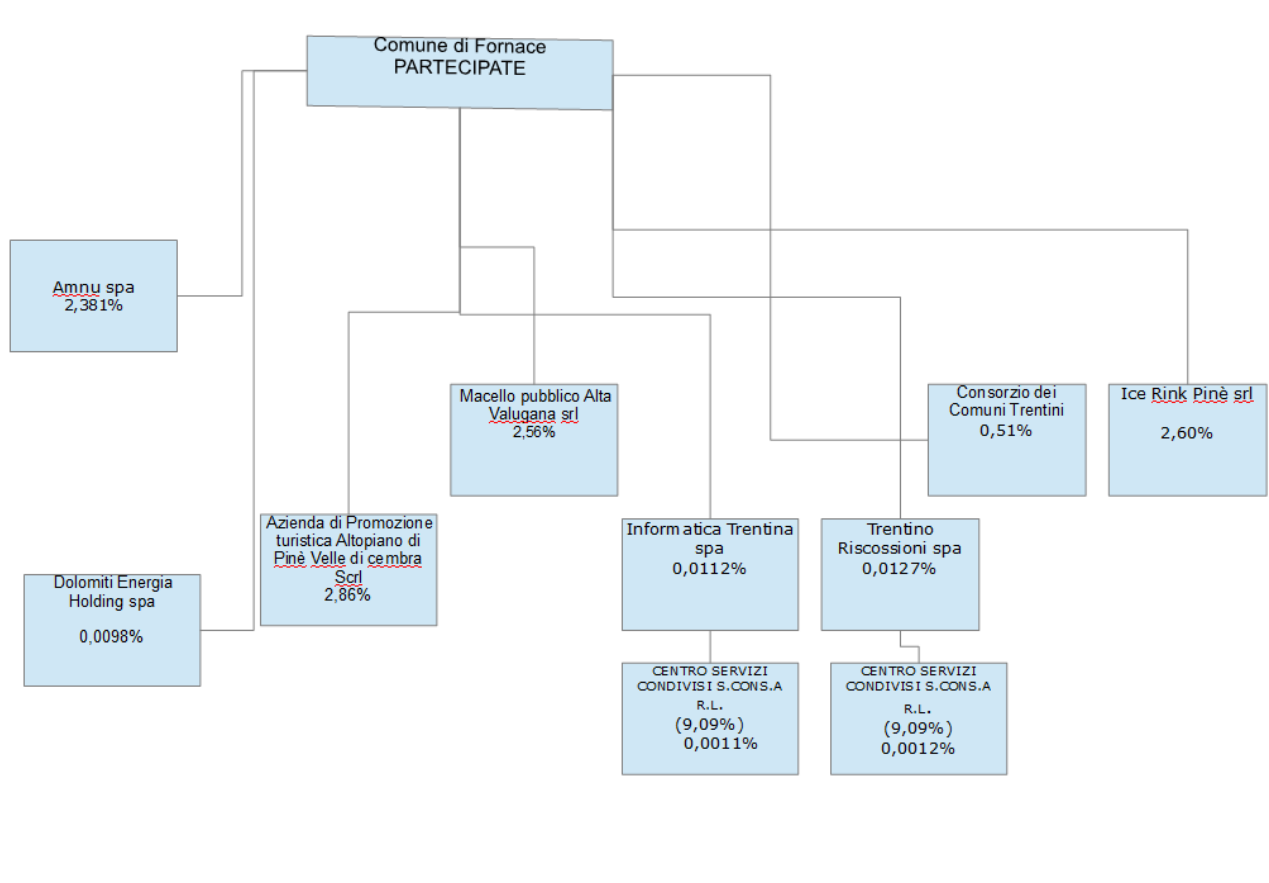 Comune di Fornace
PARTECIPATE
Amnu spa
2,381%
Macello pubblico Alta
Valugana srl
2,56%
Consorzio dei
Comuni Trentini
0,51%
Ice Rink Pinè srl
2,60%
Azienda di Promozione
turistica Altopiano di
Pinè Velle di cembra
Scrl
2,86%
Informatica Trentina
spa
0,0112%
Trentino
Riscossioni spa
0,0127%
Dolomiti Energia
Holding spa
0,0098%
CENTRO SERVIZI
CONDIVISI S.CONS.A
R.L.
(9,09%)
0,0011%
CENTRO SERVIZI
CONDIVISI S.CONS.A
R.L.
(9,09%)
0,0012%